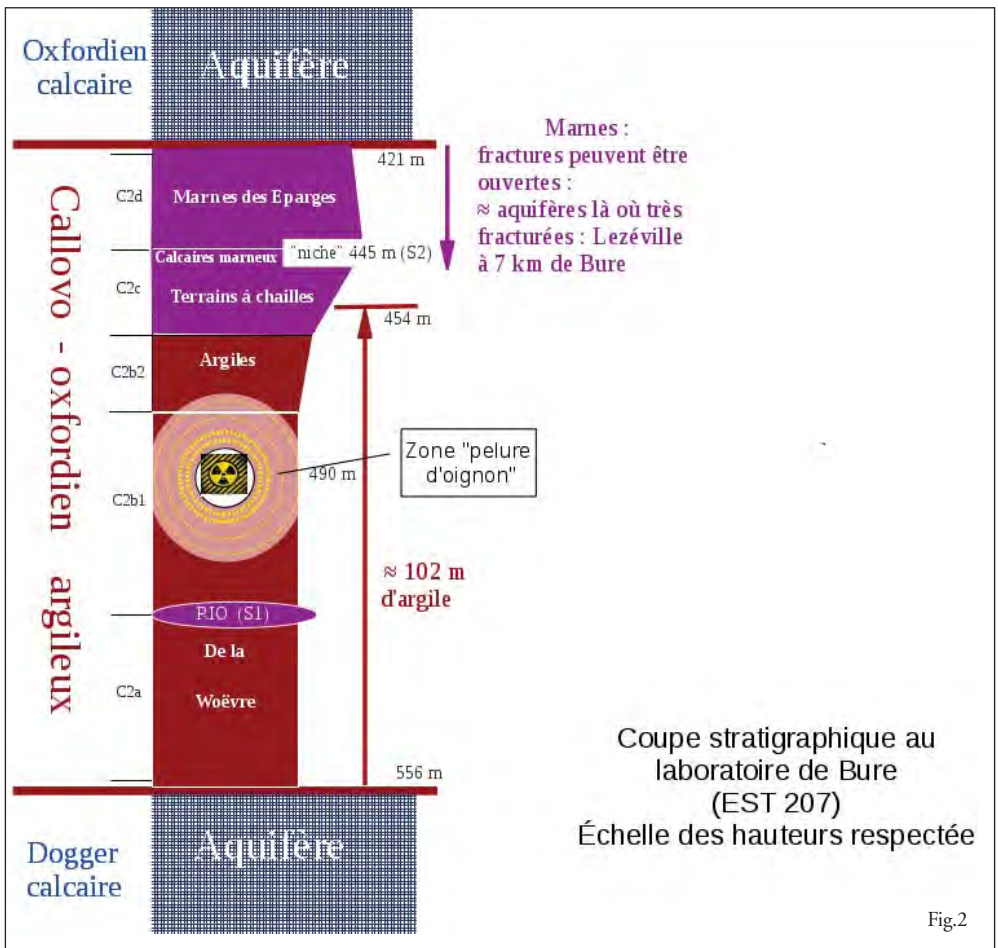 Oxfordien
calcaire
Aquifère
Callovo - oxfordien argileux
C2d
C2c
C2b2
C2b1
C2a
421 m
Marnes des Eparges
Calcaires marneux
"niche" 445 m (S2)
Terrains à chailles
454 m
Argiles
490 m
Zone "pelure
d'oignon"
≈ 102 m
d'argile
RIO (S1)
De la
Woëvre
556 m
Marnes :
fractures peuvent être
ouvertes :
≈ aquifères là où très
fracturées : Lezéville
à 7 km de Bure
Dogger
calcaire
Aquifère
Coupe stratigraphique au
laboratoire de Bure
(EST 207)
Échelle des hauteurs respectée
Fig.2